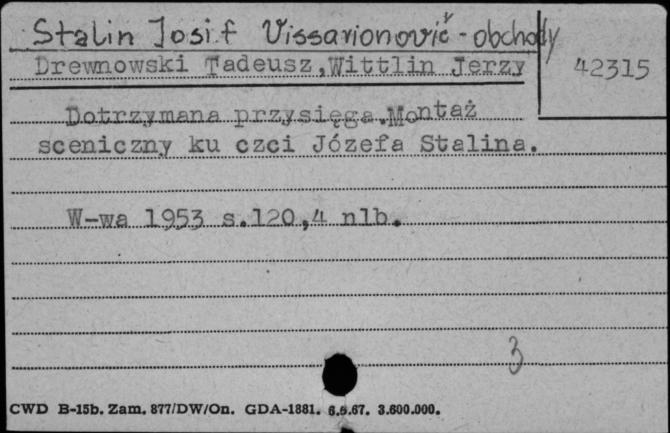 Stalin Josif Vissarionovič - obchody
Drewnowski Tadeusz,Wittlin Jerzy
42315
Dotrzymana przysięga.Montaż
sceniczny ku czci Józefa Stalina.
W-wa 1953 s.120,4 nlb.
3
CWD B-15b. Zam. 877/DW/On. GDA-1881. 6.6.67. 3.600.000.